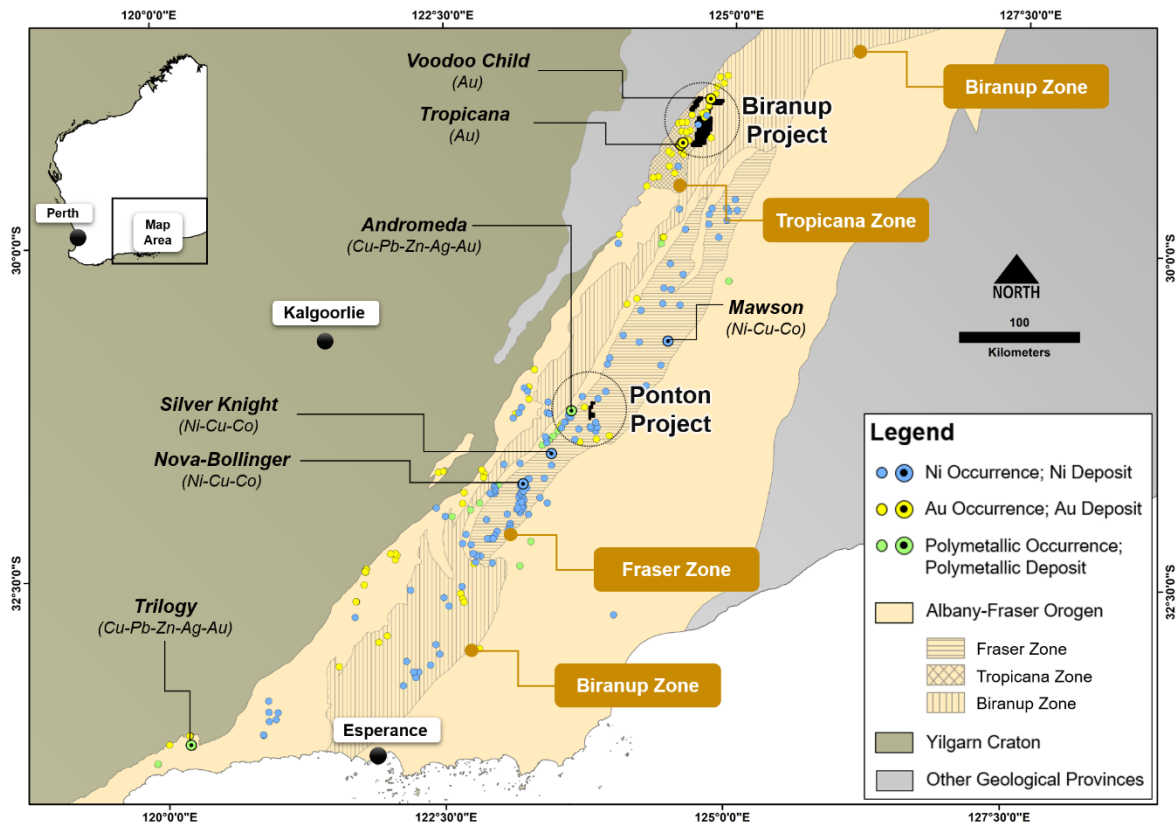 120°0'0"E
122°30'0"E
125°0'0"E
127°30'0"E
Voodoo Child
(Au)
Tropicana
(Au)
Biranup
Project
Biranup Zone
Perth
Map
Area
Tropicana Zone
Andromeda
(Cu-Pb-Zn-Ag-Au)
30°0'0"S
30°0'0"S
NORTH
100
Kilometers
Kalgoorlie
Mawson
(Ni-Cu-Co)
Silver Knight
(Ni-Cu-Co)
Ponton
Project
Nova-Bollinger
(Ni-Cu-Co)
Fraser Zone
32°30'0"S
32°30'0"S
Trilogy
(Cu-Pb-Zn-Ag-Au)
Biranup Zone
Esperance
Legend
Ni Occurrence; Ni Deposit
Au Occurrence; Au Deposit
Polymetallic Occurrence;
Polymetallic Deposit
Albany-Fraser Orogen
Fraser Zone
Tropicana Zone
Biranup Zone
Yilgarn Craton
Other Geological Provinces
120°0'0"E
122°30'0"E
125°0'0"E
127°30'0"E